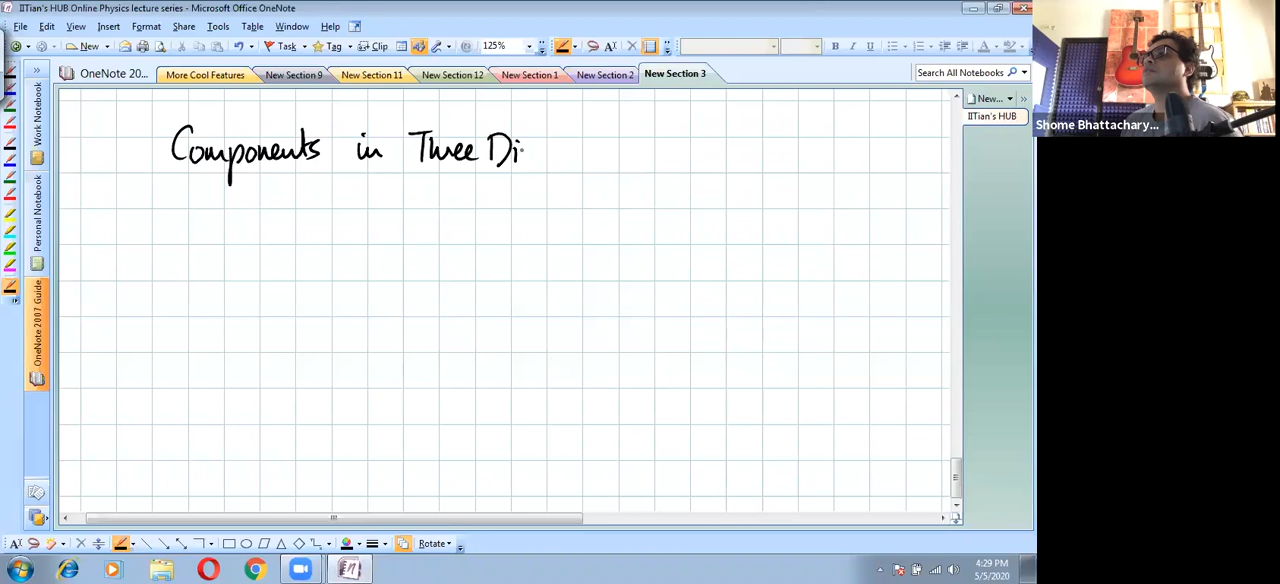 IITian's HUB Online Physics lecture series - Microsoft Office OneNote
File Edit View Insert Format Share Tools Table Window Help
New Task Tag Clip 125% B I U
OneNote 20... More Cool Features New Section 9 New Section 11 New Section 12 New Section 1 New Section 2 New Section 3 Search All Notebooks
New...
IITian's HUB
Shome Bhattachary...
Work Notebook
Personal Notebook
OneNote 2007 Guide
Components in Three Di
Rotate
4:29 PM
5/5/2020